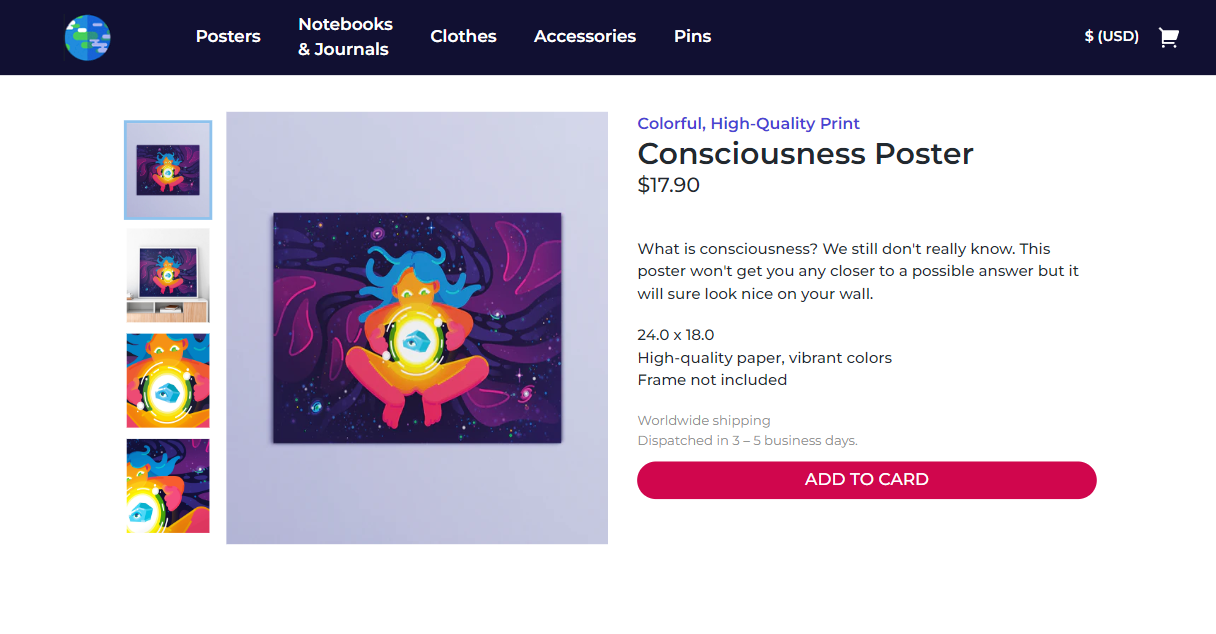 Posters
Notebooks
& Journals
Clothes
Accessories
Pins
$ (USD)
Colorful, High-Quality Print
Consciousness Poster
$17.90
What is consciousness? We still don't really know. This
poster won't get you any closer to a possible answer but it
will sure look nice on your wall.
24.0 x 18.0
High-quality paper, vibrant colors
Frame not included
Worldwide shipping
Dispatched in 3 – 5 business days.
ADD TO CARD